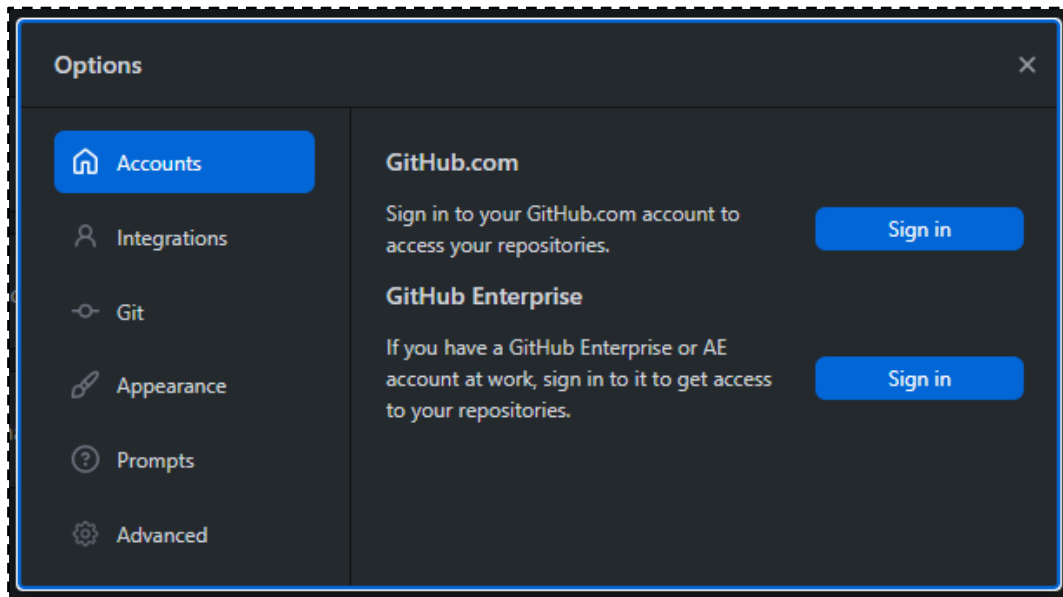 Options
Accounts
Integrations
Git
Appearance
Prompts
Advanced
GitHub.com
Sign in to your GitHub.com account to
access your repositories.
Sign in
GitHub Enterprise
If you have a GitHub Enterprise or AE
account at work, sign in to it to get access
to your repositories.
Sign in